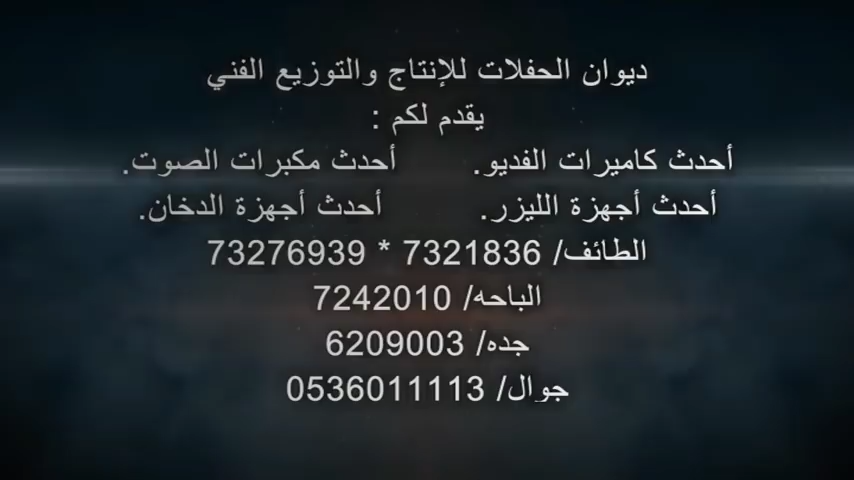 ديوان الحفلات للإنتاج والتوزيع الفني
يقدم لكم :
أحدث كاميرات الفديو. أحدث مكبرات الصوت.
أحدث أجهزة الليزر. أحدث أجهزة الدخان.
الطائف/ 7321836 * 73276939
الباحه/ 7242010
جده/ 6209003
جوال/ 0536011113